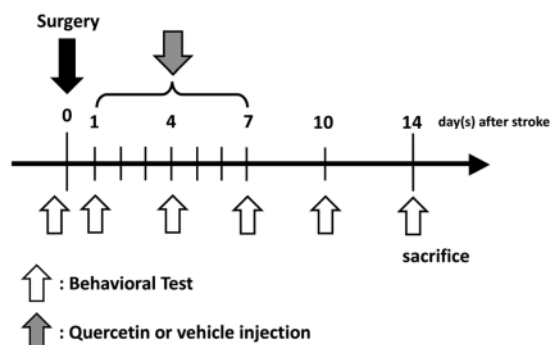 Surgery
0 1 4 7 10 14 day(s) after stroke
sacrifice
: Behavioral Test
: Quercetin or vehicle injection